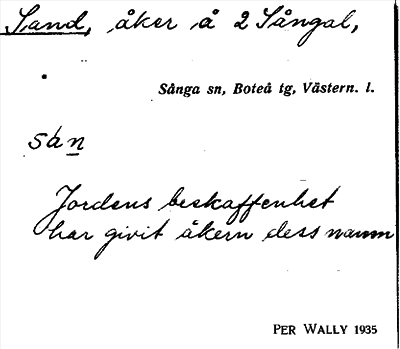 Sand, åker å 2 Sångal,
Sånga sn, Boteå tg, Västern. l.
sán
Jordens beskaffenhet
har givit åkern dess namn
PER WALLY 1935